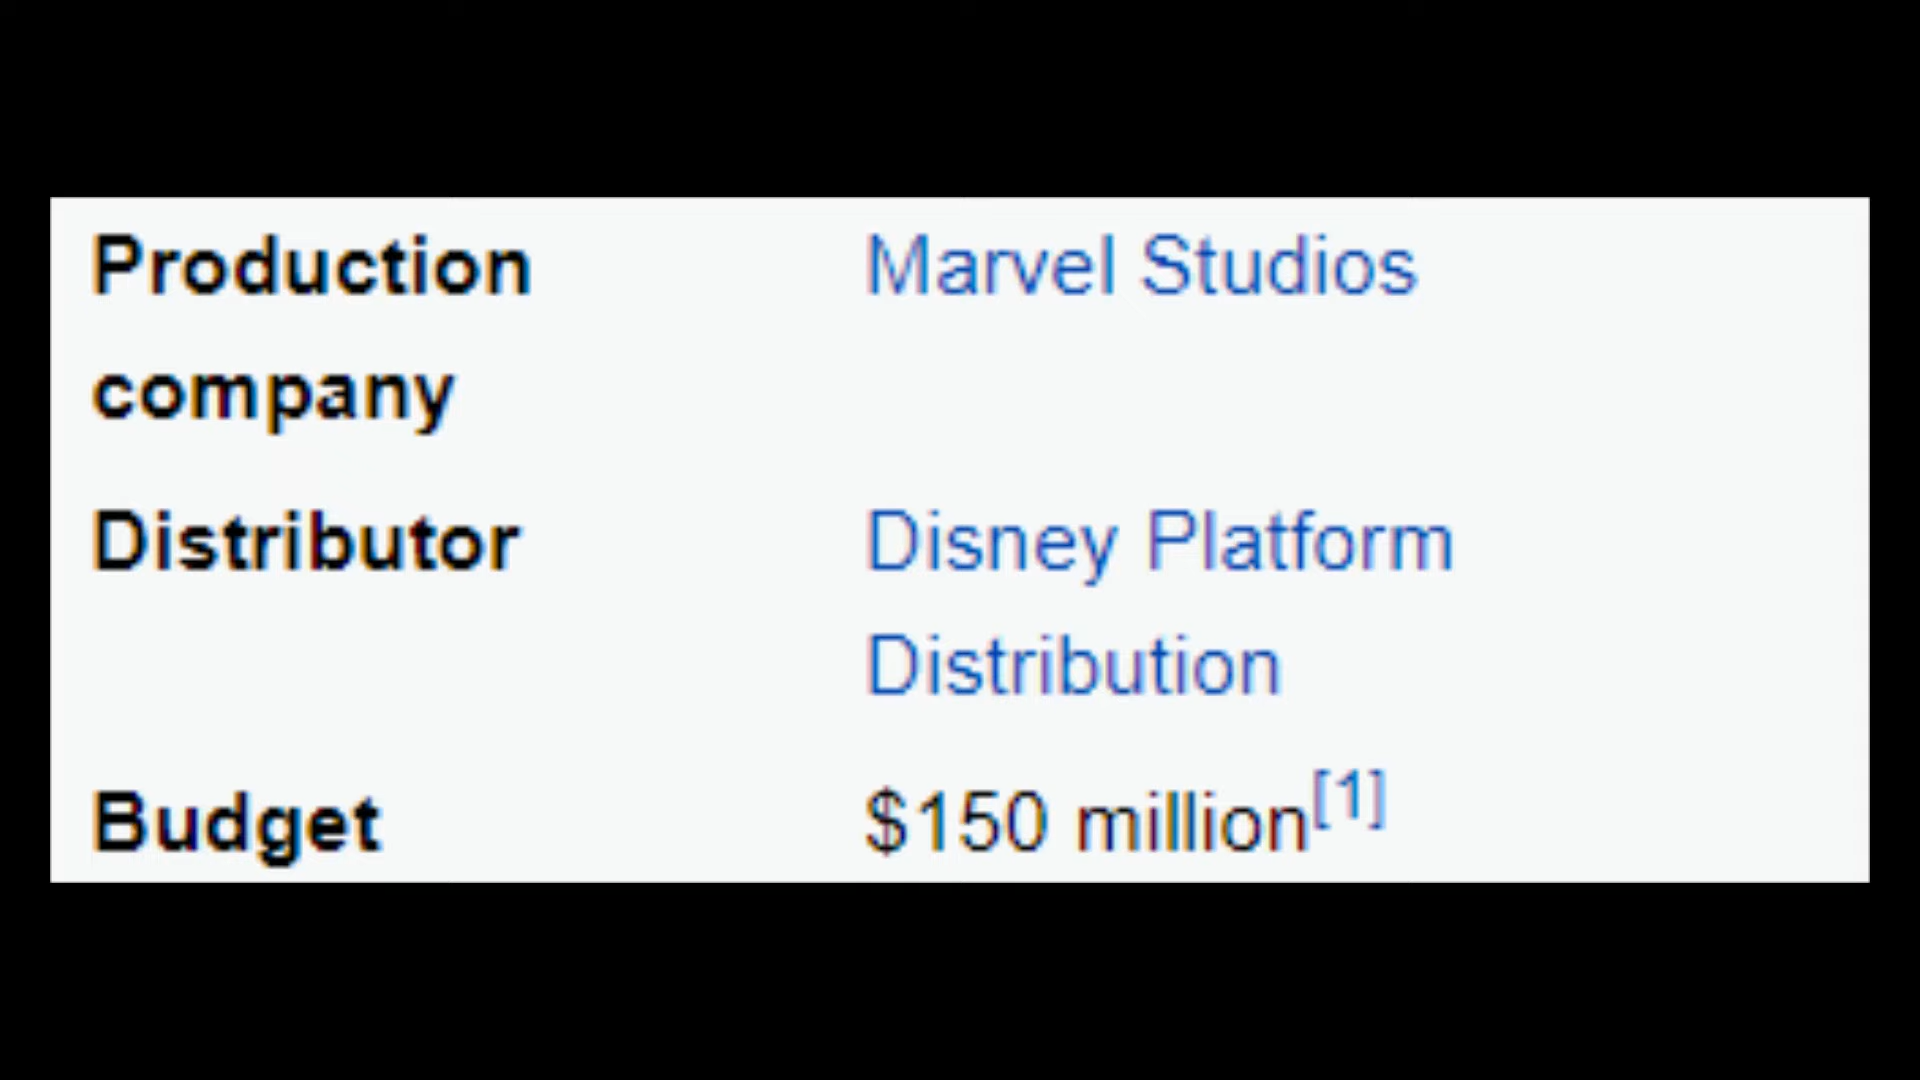 Production Marvel Studios
company
Distributor Disney Platform
Distribution
Budget $150 million[1]